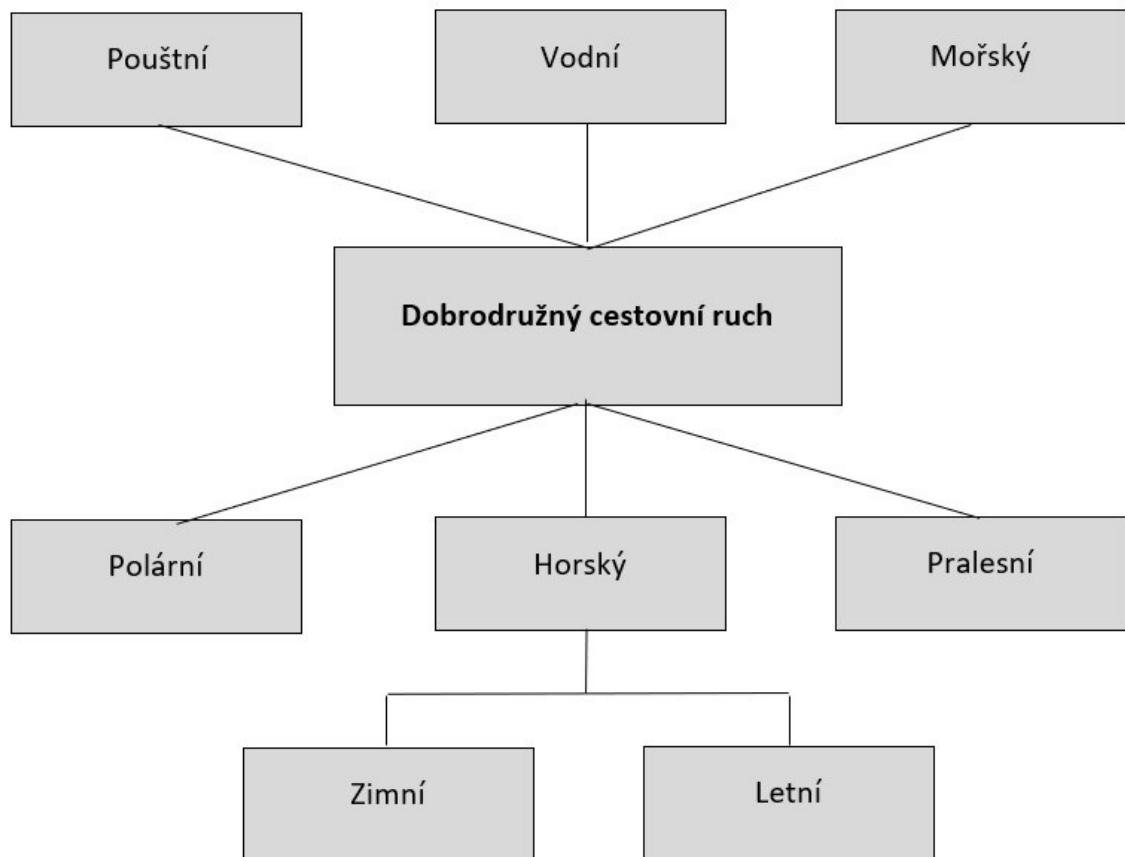 Pouštní
Vodní
Mořský
Dobrodružný cestovní ruch
Polární
Horský
Pralesní
Zimní
Letní